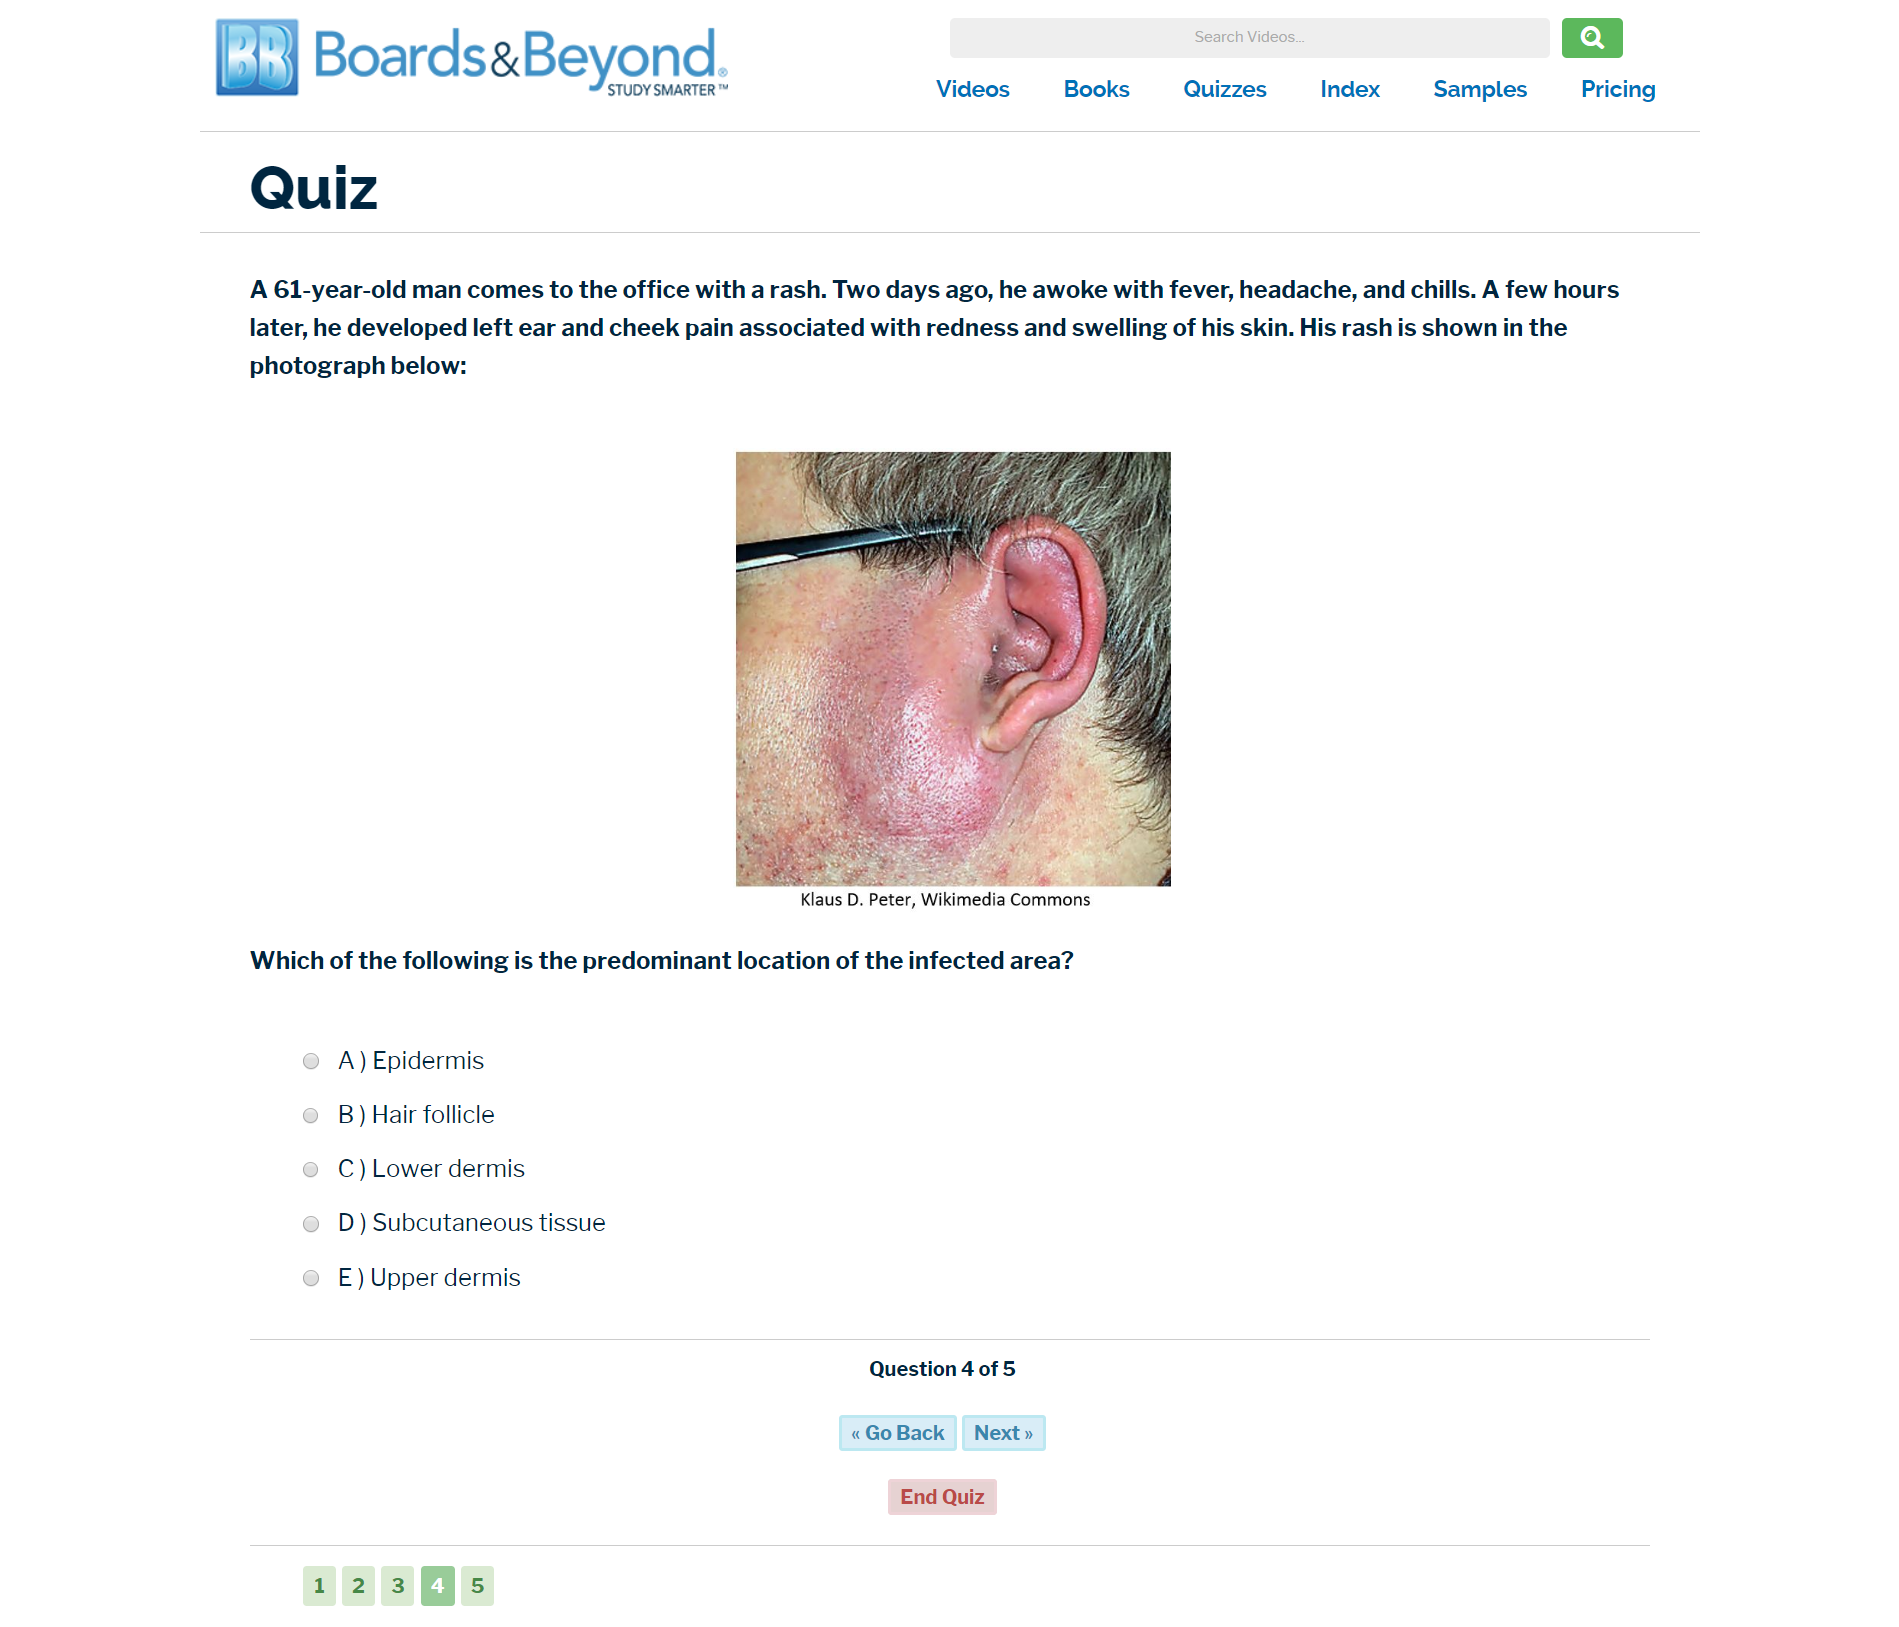 BB Boards&Beyond®
STUDY SMARTER™
Search Videos...
Videos Books Quizzes Index Samples Pricing
Quiz
A 61-year-old man comes to the office with a rash. Two days ago, he awoke with fever, headache, and chills. A few hours
later, he developed left ear and cheek pain associated with redness and swelling of his skin. His rash is shown in the
photograph below:
Klaus D. Peter, Wikimedia Commons
Which of the following is the predominant location of the infected area?
A ) Epidermis
B ) Hair follicle
C ) Lower dermis
D ) Subcutaneous tissue
E ) Upper dermis
Question 4 of 5
« Go Back Next »
End Quiz
1 2 3 4 5